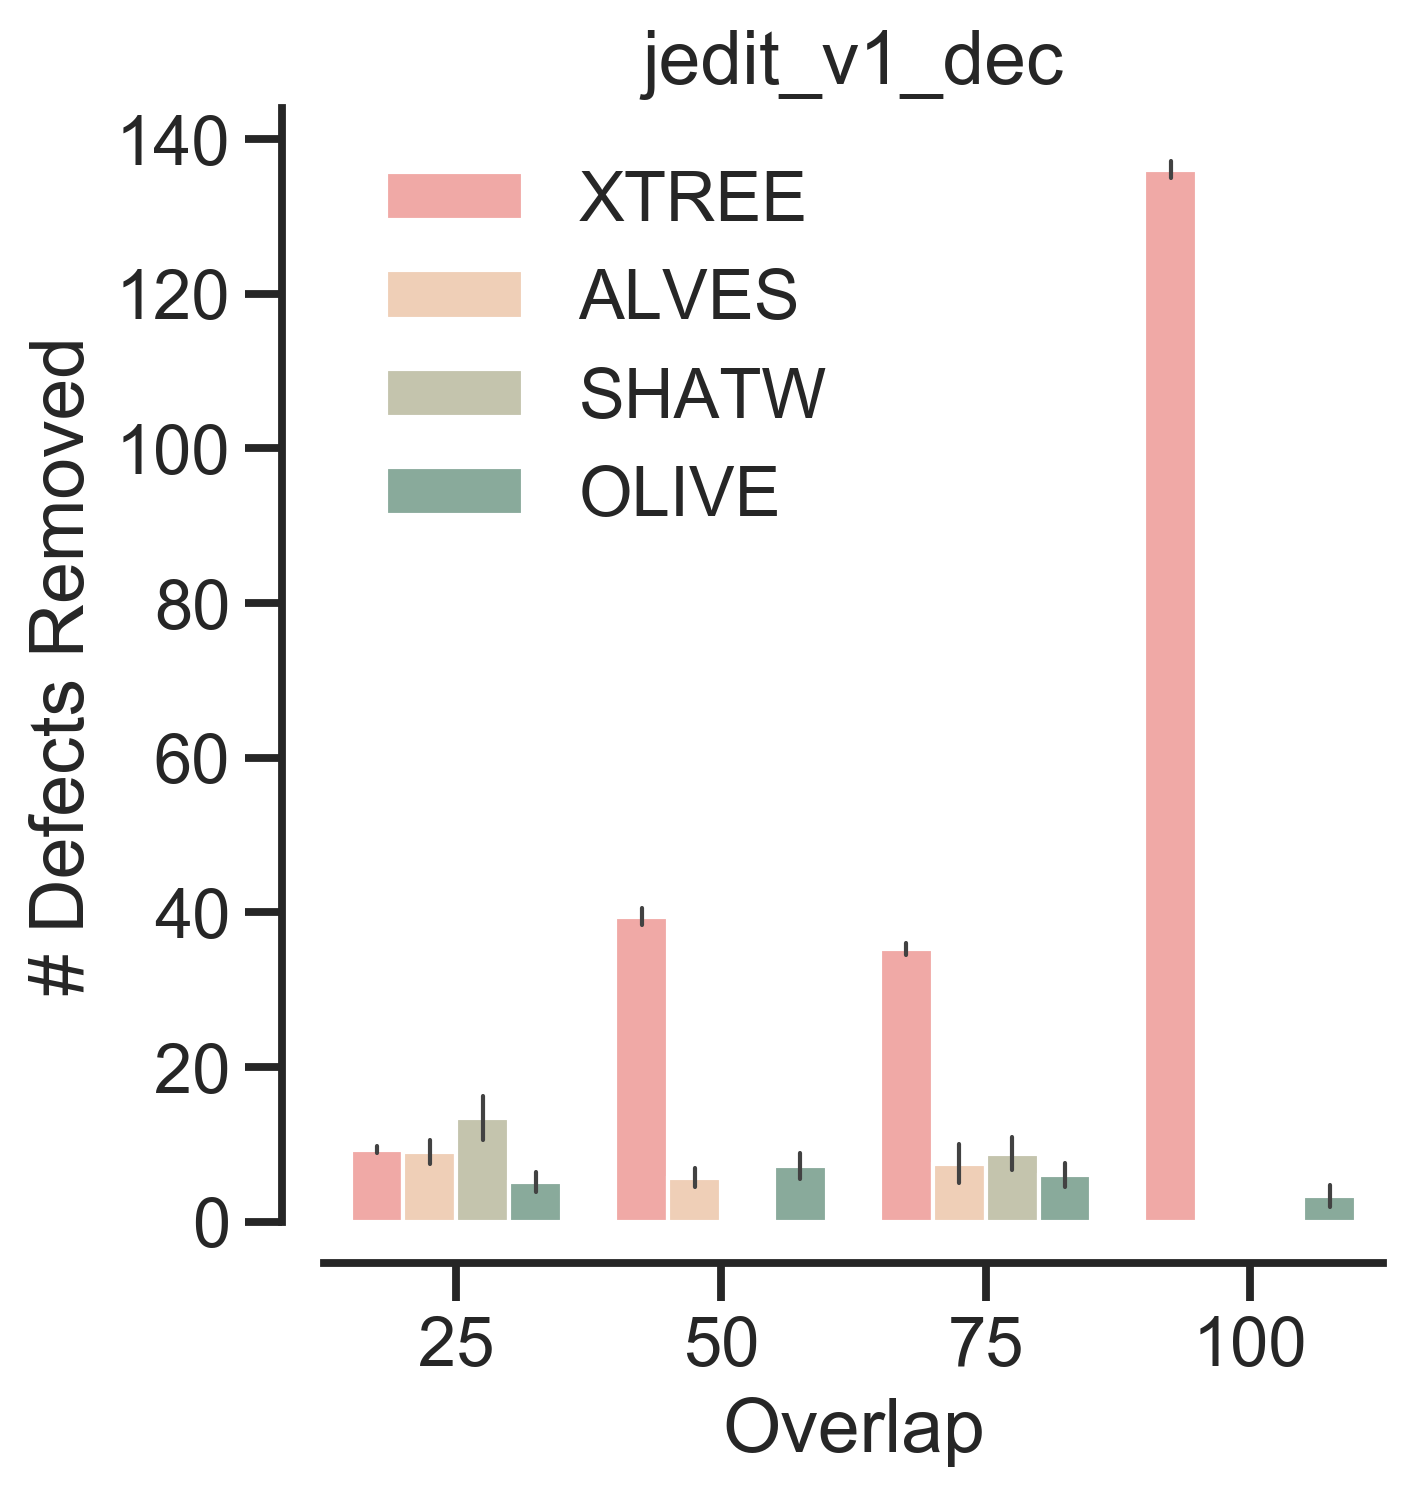 jedit_v1_dec
# Defects Removed
140
120
100
80
60
40
20
0
XTREE
ALVES
SHATW
OLIVE
25 50 75 100
Overlap